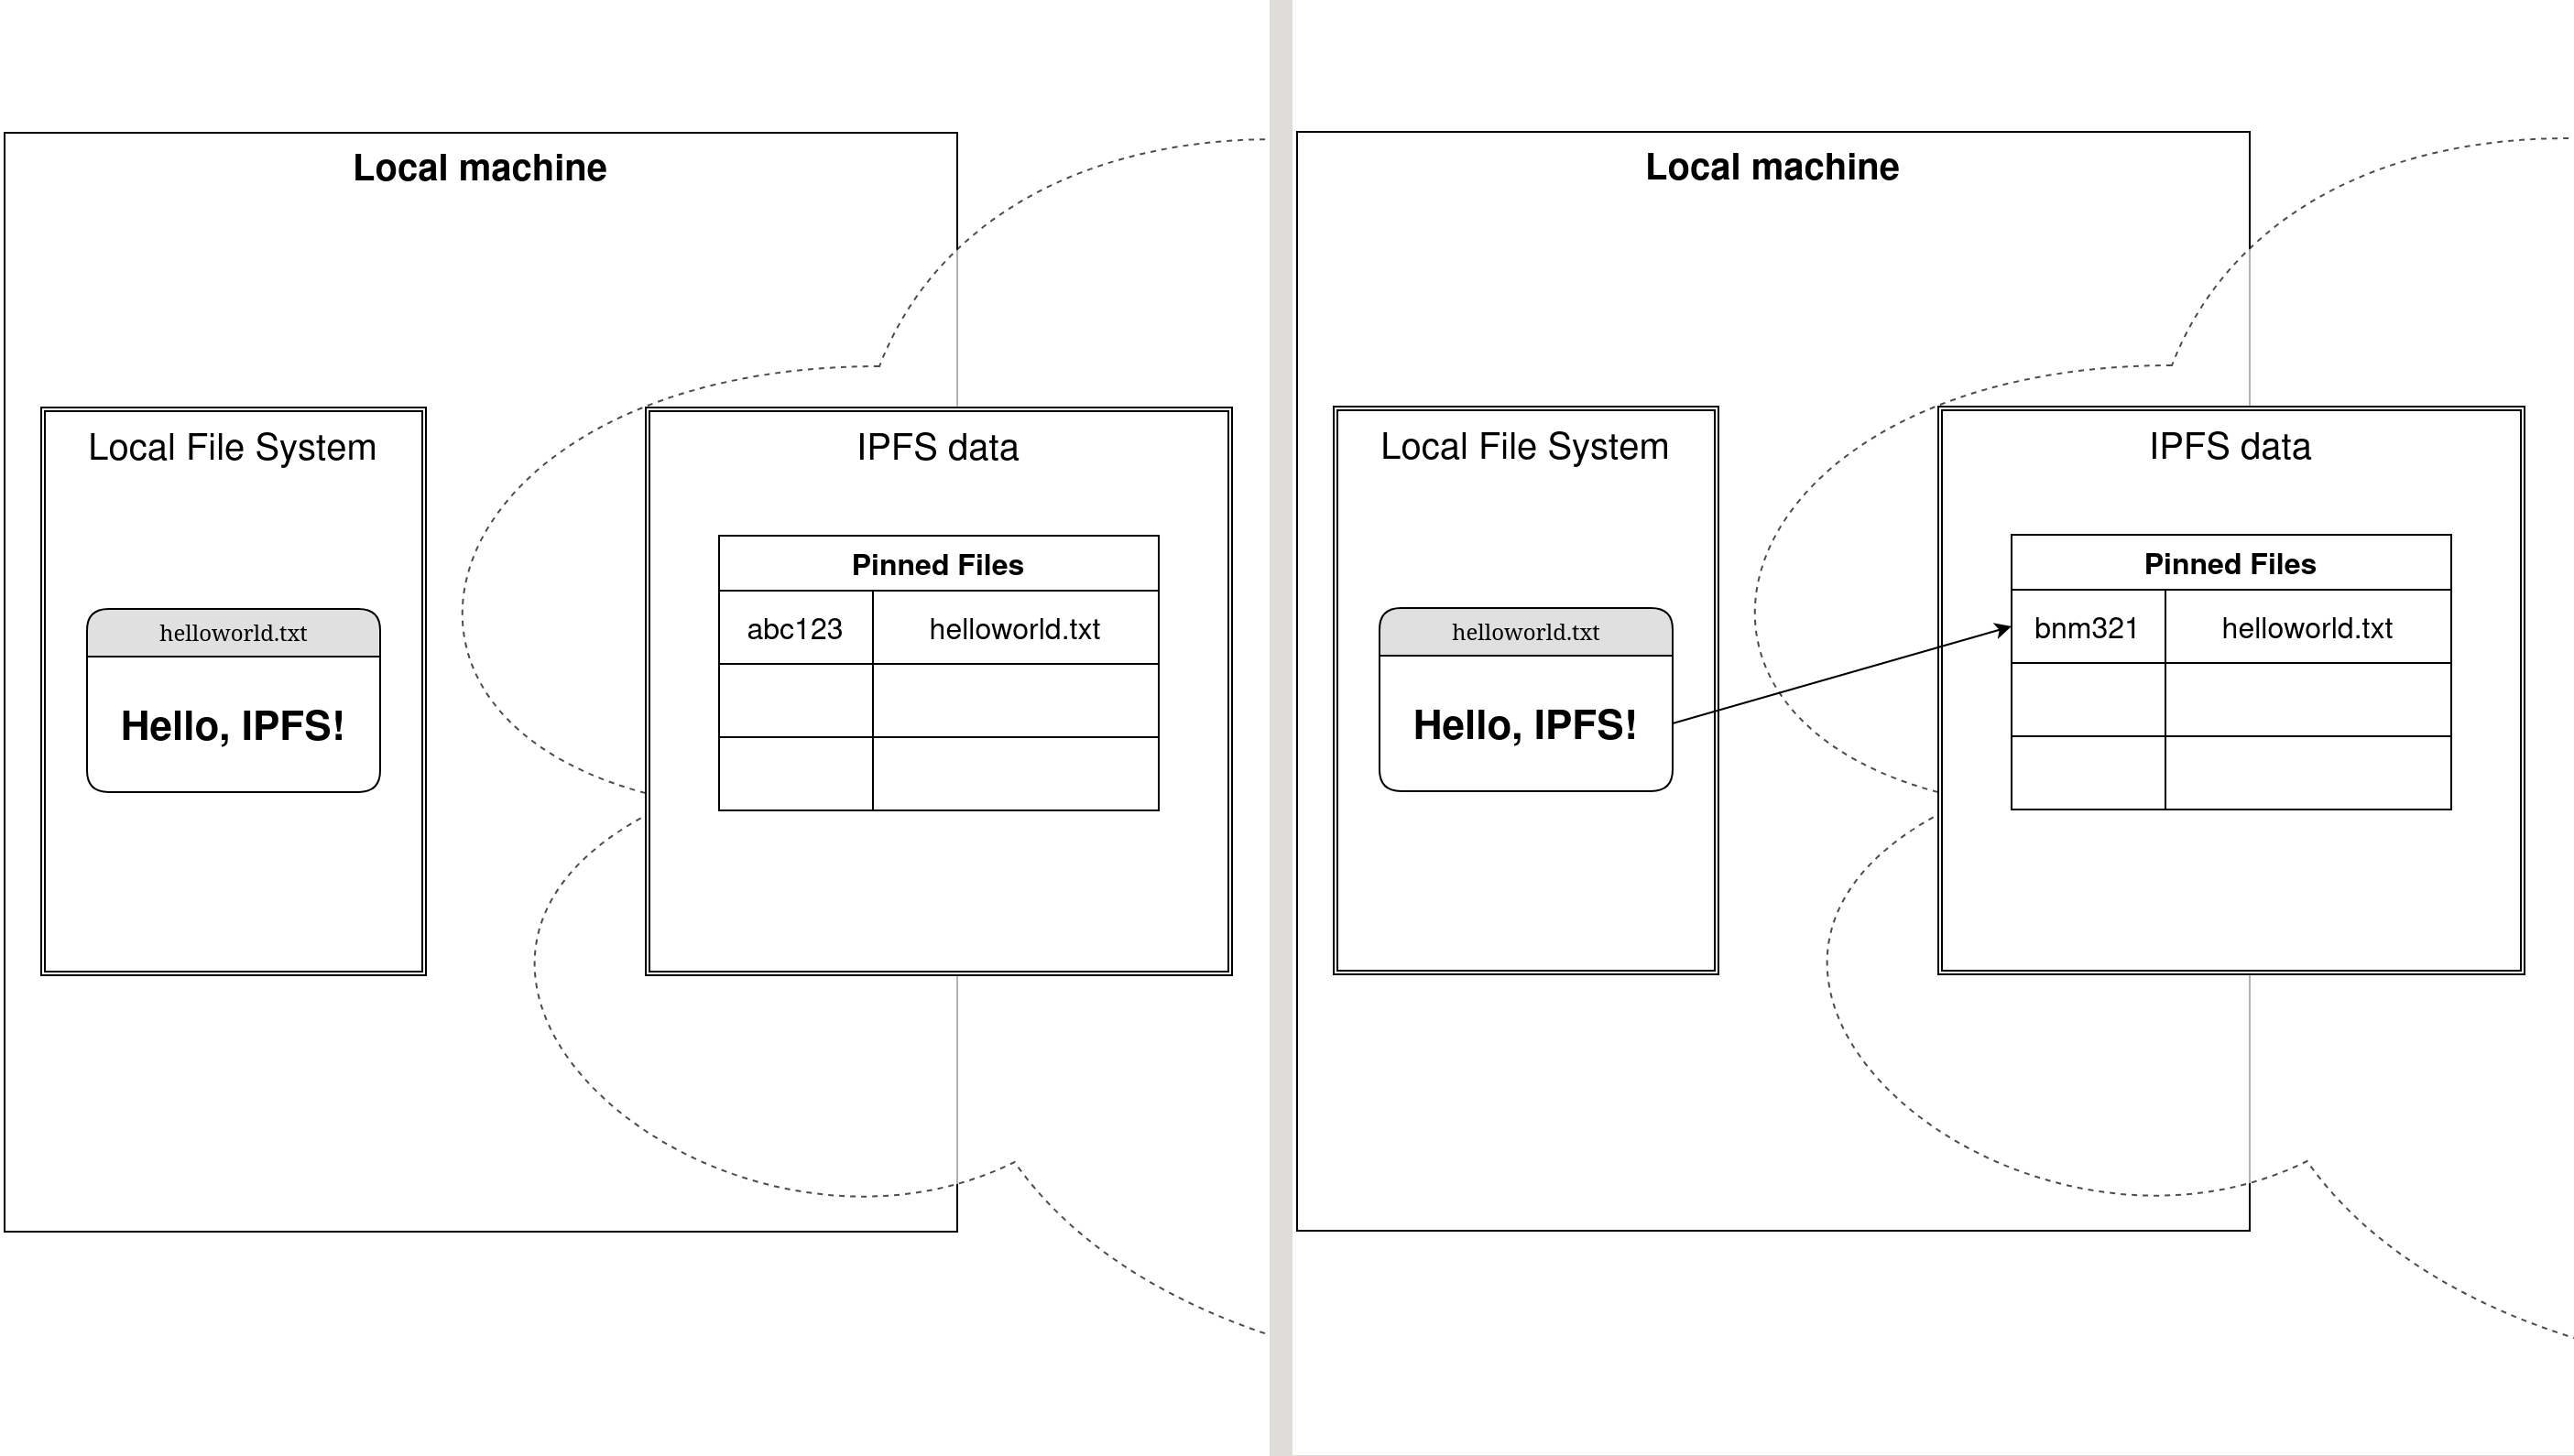 Local machine
Local File System
helloworld.txt
Hello, IPFS!
IPFS data
Pinned Files
abc123 helloworld.txt
Local machine
Local File System
helloworld.txt
Hello, IPFS!
IPFS data
Pinned Files
bnm321 helloworld.txt